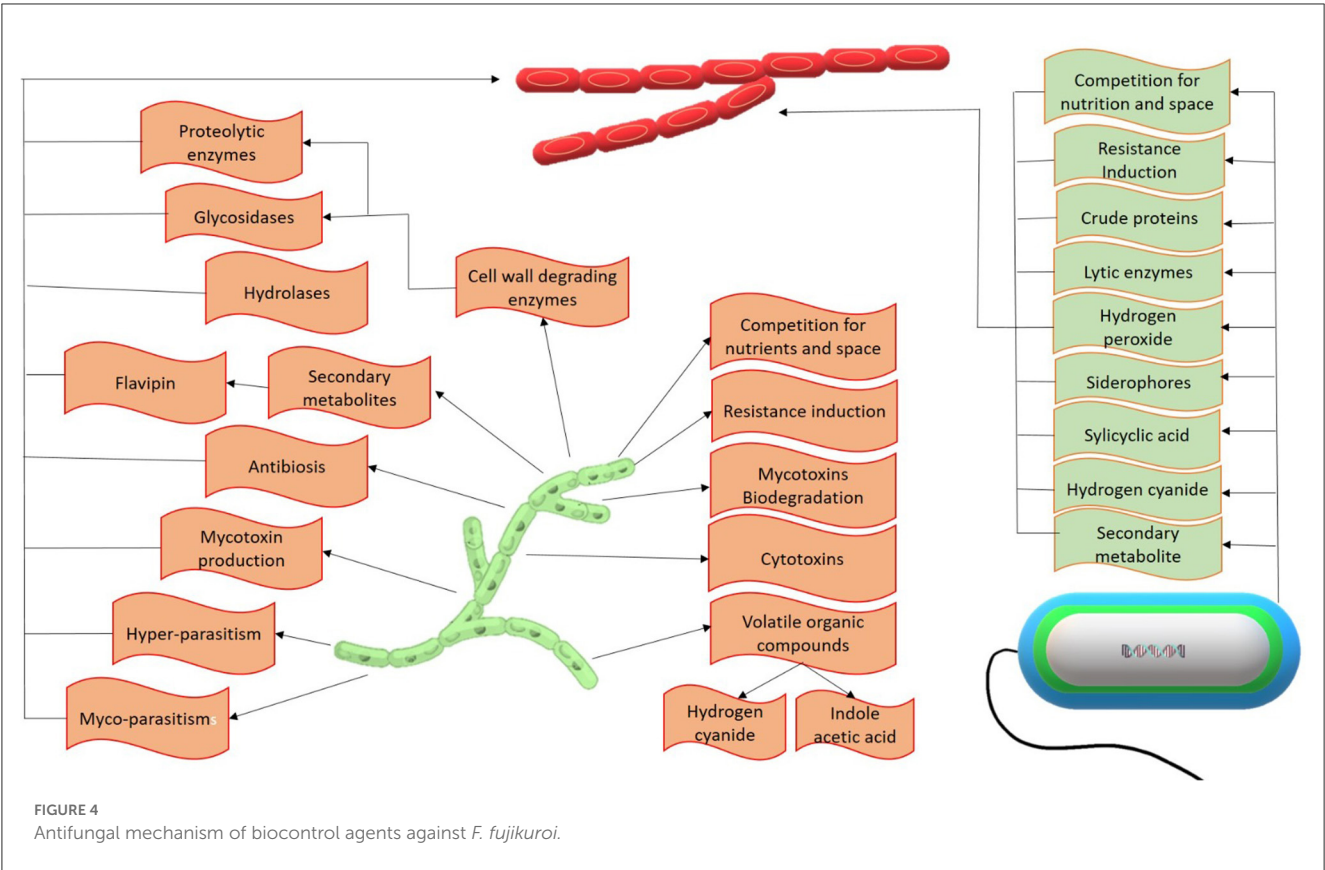 Proteolytic
enzymes
Glycosidases
Hydrolases
Cell wall degrading
enzymes
Flavipin
Secondary
metabolites
Antibiosis
Mycotoxin
production
Hyper-parasitism
Myco-parasitisms
Competition for
nutrients and space
Resistance induction
Mycotoxins
Biodegradation
Cytotoxins
Volatile organic
compounds
Hydrogen
cyanide
Indole
acetic acid
Competition for
nutrition and space
Resistance
Induction
Crude proteins
Lytic enzymes
Hydrogen
peroxide
Siderophores
Sylicyclic acid
Hydrogen cyanide
Secondary
metabolite
FIGURE 4
Antifungal mechanism of biocontrol agents against F. fujikuroi.